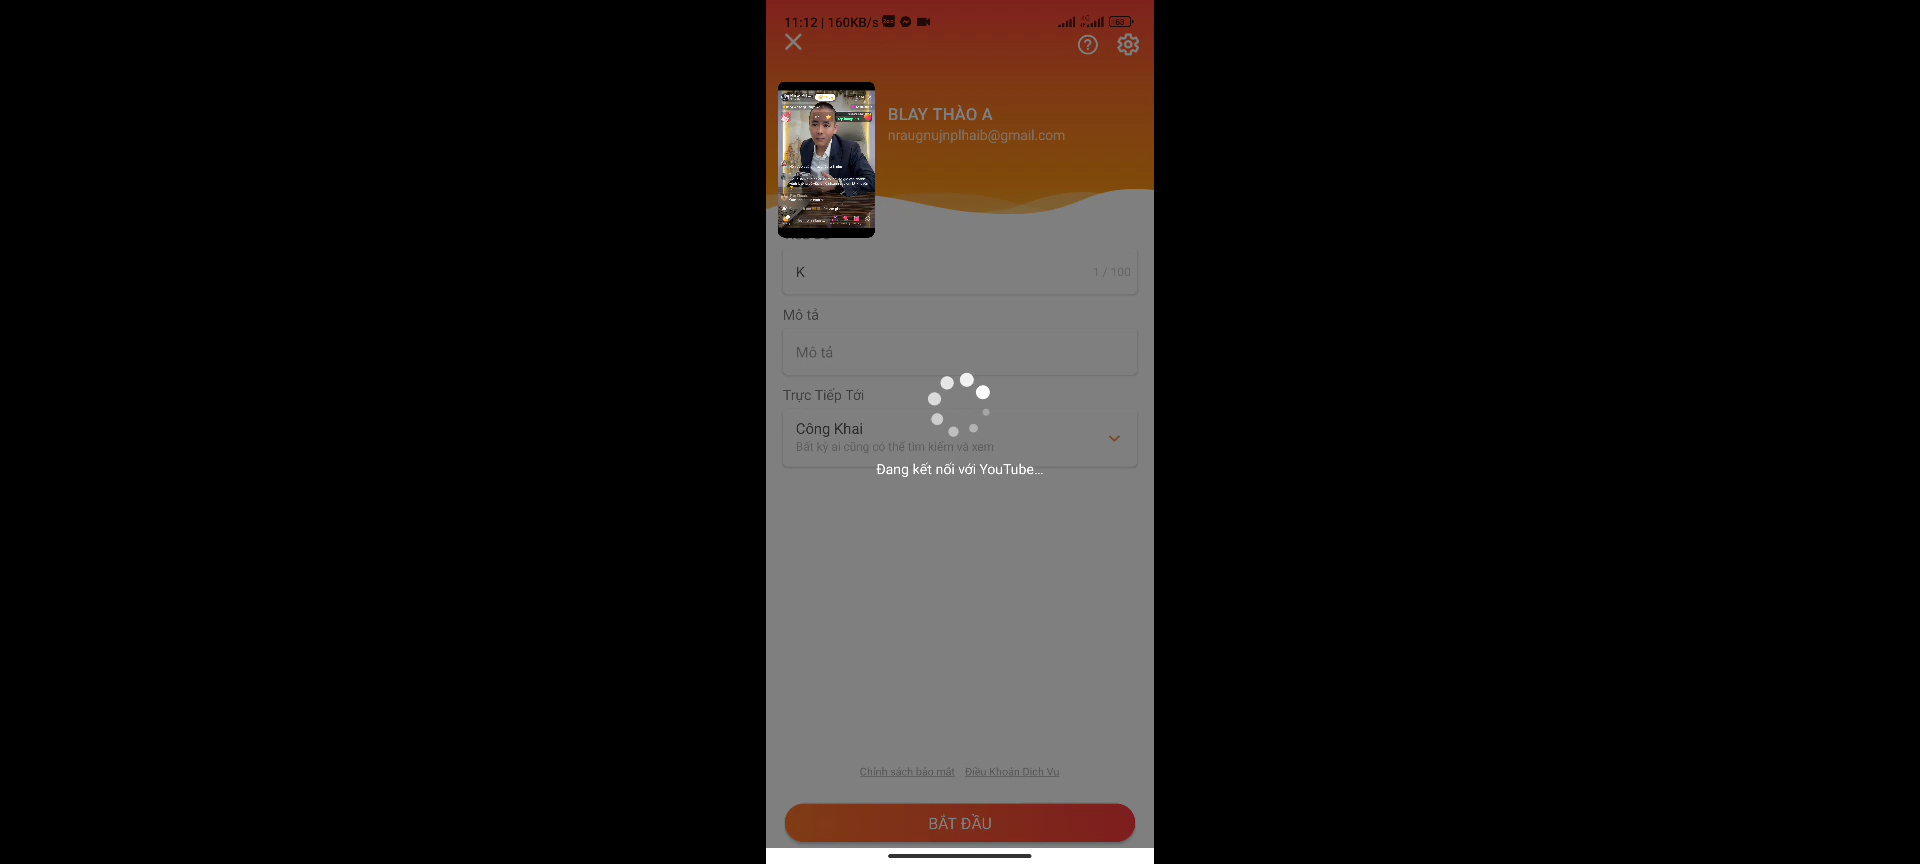 11:12 | 160KB/s
4G
60
BLAY THÀO A
nraugnujnplhaib@gmail.com
K
1 / 100
Mô tả
Mô tả
Trực Tiếp Tới
Công Khai
Bất kỳ ai cũng có thể tìm kiếm và xem
Đang kết nối với YouTube...
Chính sách bảo mật Điều Khoản Dịch Vụ
BẮT ĐẦU